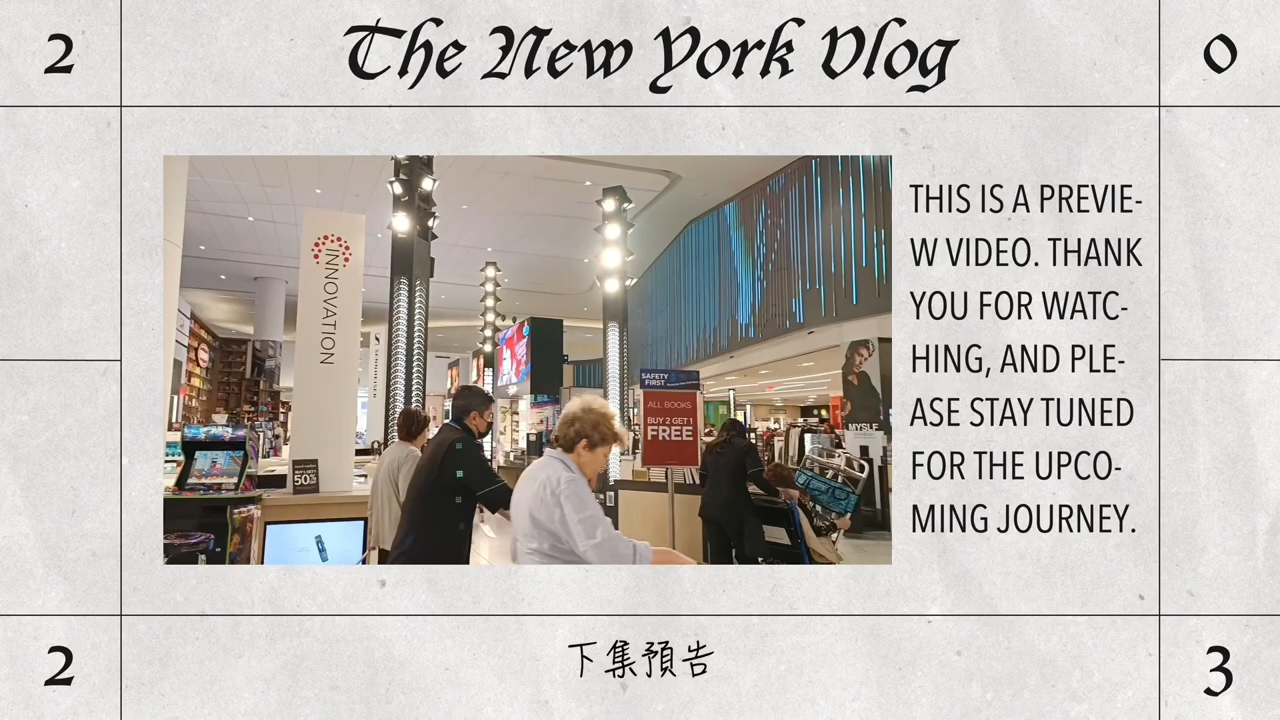 2
The New York Vlog
0
INNOVATION
SAFETY
FIRST
ALL BOOKS
BUY 2 GET 1
FREE
MYSLF
50%
THIS IS A PREVIE-
W VIDEO. THANK
YOU FOR WATC-
HING, AND PLE-
ASE STAY TUNED
FOR THE UPCO-
MING JOURNEY.
2
下集預告
3